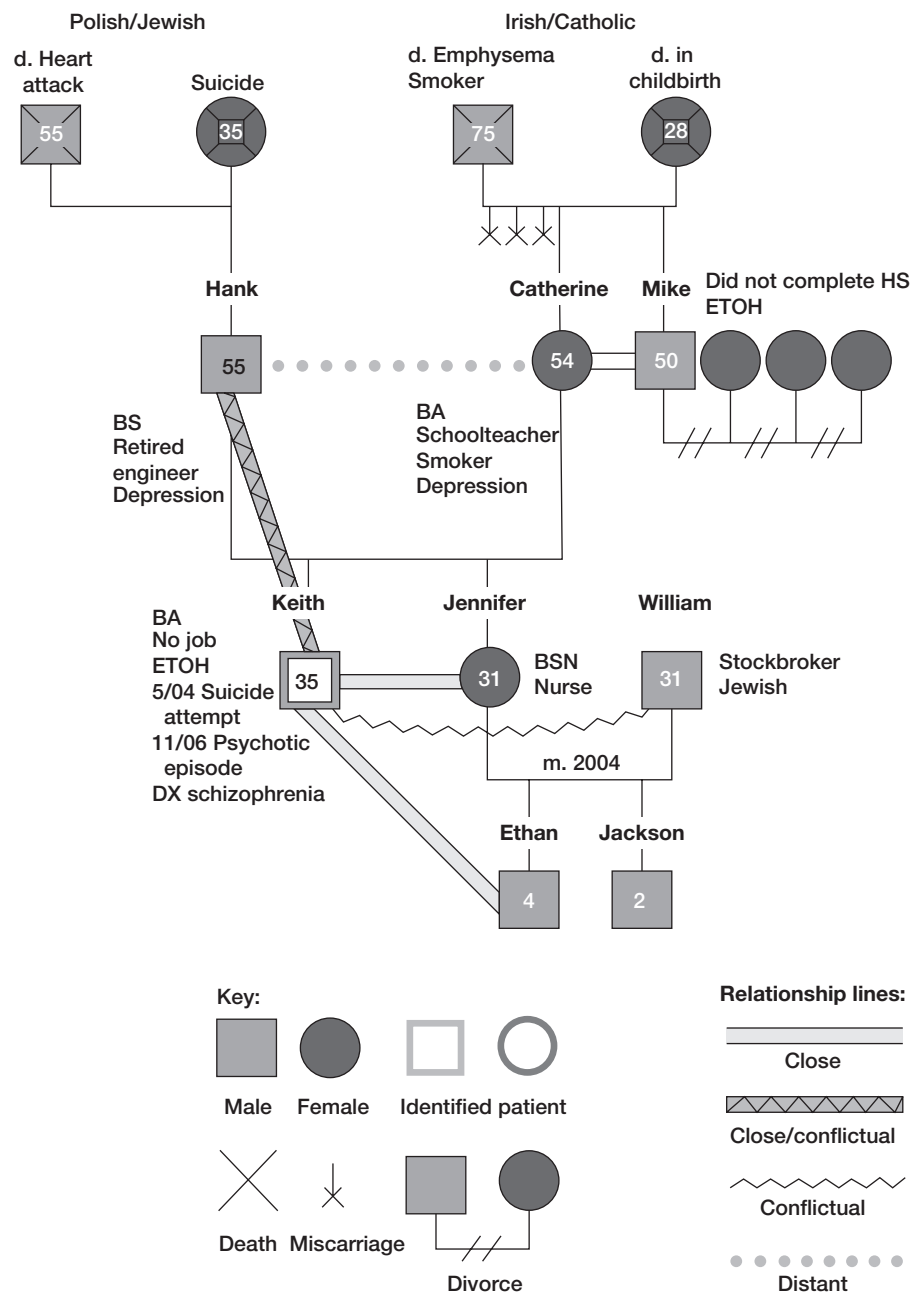 Polish/Jewish
Irish/Catholic
d. Heart
attack
Suicide
d. Emphysema
Smoker
d. in
childbirth
55
35
75
28
Hank
Catherine
Mike
Did not complete HS
ETOH
55
54
50
BS
Retired
engineer
Depression
BA
Schoolteacher
Smoker
Depression
Keith
Jennifer
William
BA
No job
ETOH
5/04 Suicide
attempt
11/06 Psychotic
episode
DX schizophrenia
35
31
BSN
Nurse
31
Stockbroker
Jewish
m. 2004
Ethan
Jackson
4
2
Key:
Male
Female
Identified patient
Death
Miscarriage
Divorce
Relationship lines:
Close
Close/conflictual
Conflictual
Distant